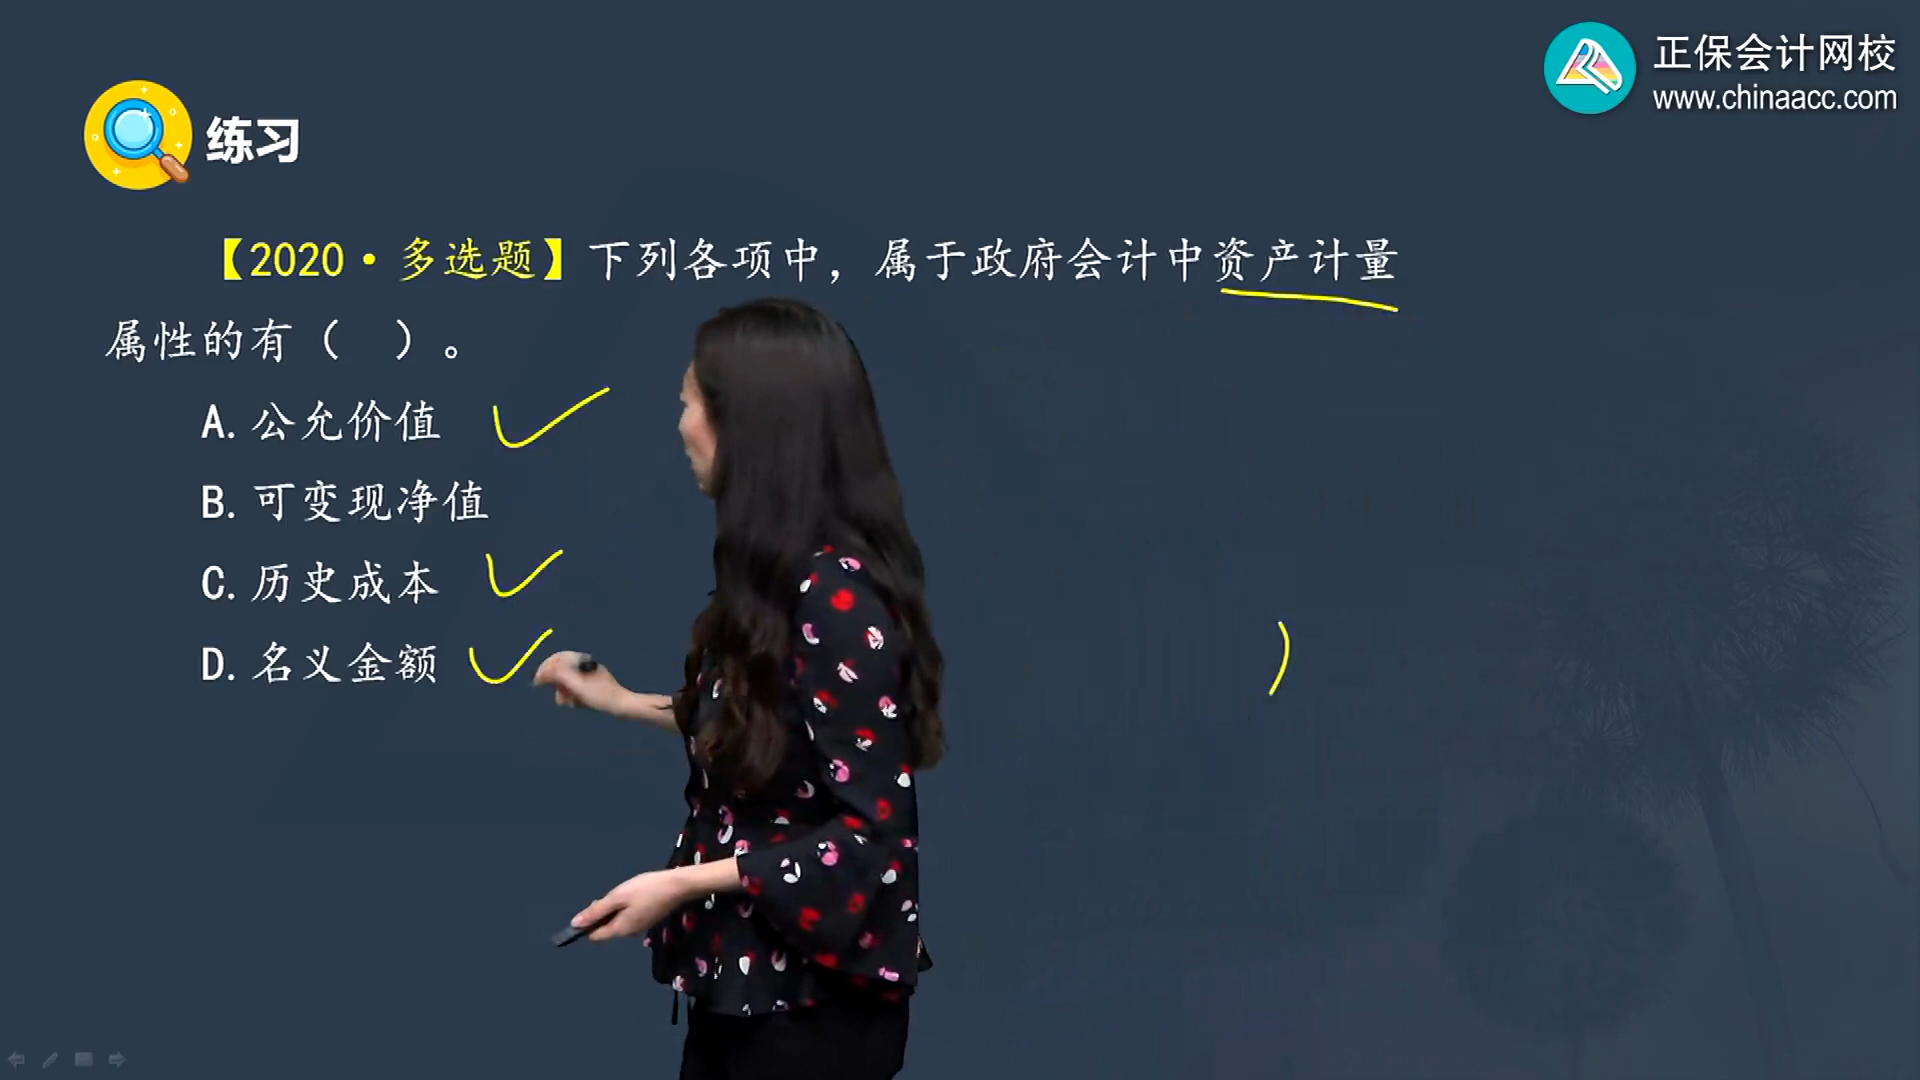 正保会计网校
www.chinaacc.com
练习
【2020·多选题】下列各项中，属于政府会计中资产计量
属性的有（ ）。
A. 公允价值
B. 可变现净值
C. 历史成本
D. 名义金额